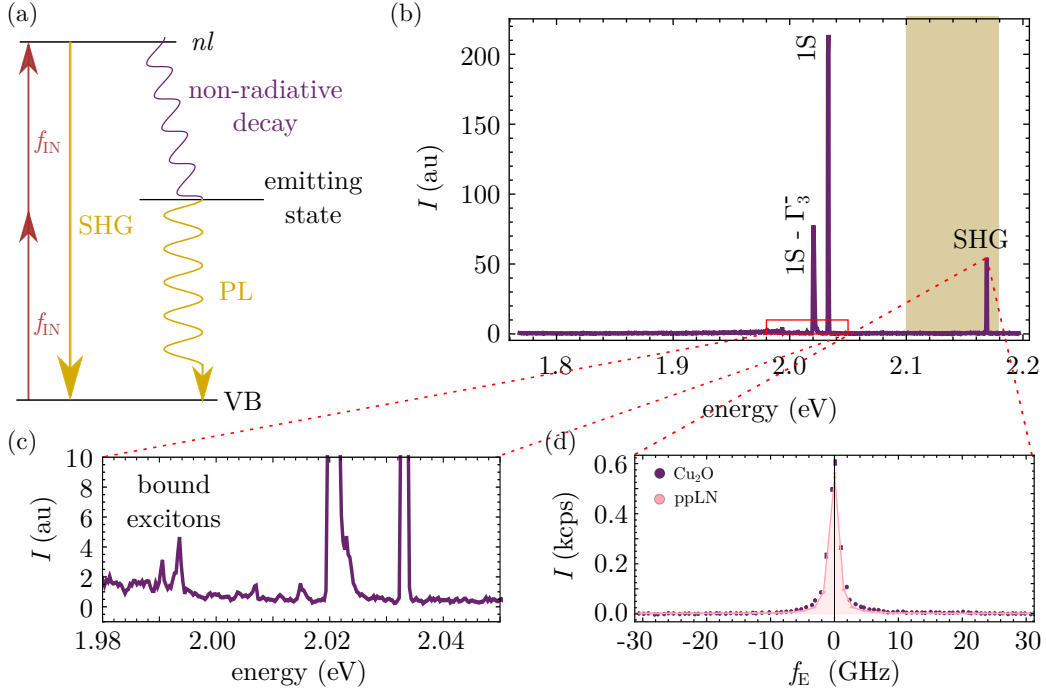 (a)
nl
non-radiative
decay
f_IN
emitting
state
SHG
PL
f_IN
VB
(b)
200
150
100
50
0
I (au)
1S
1S - Γ₃⁻
SHG
1.8
1.9
2.0
2.1
2.2
energy (eV)
(c)
10
8
6
4
2
0
I (au)
bound
excitons
1.98
2.00
2.02
2.04
energy (eV)
(d)
0.6
0.4
0.2
0.0
I (kcps)
Cu₂O
ppLN
-30
-20
-10
0
10
20
30
f_E (GHz)